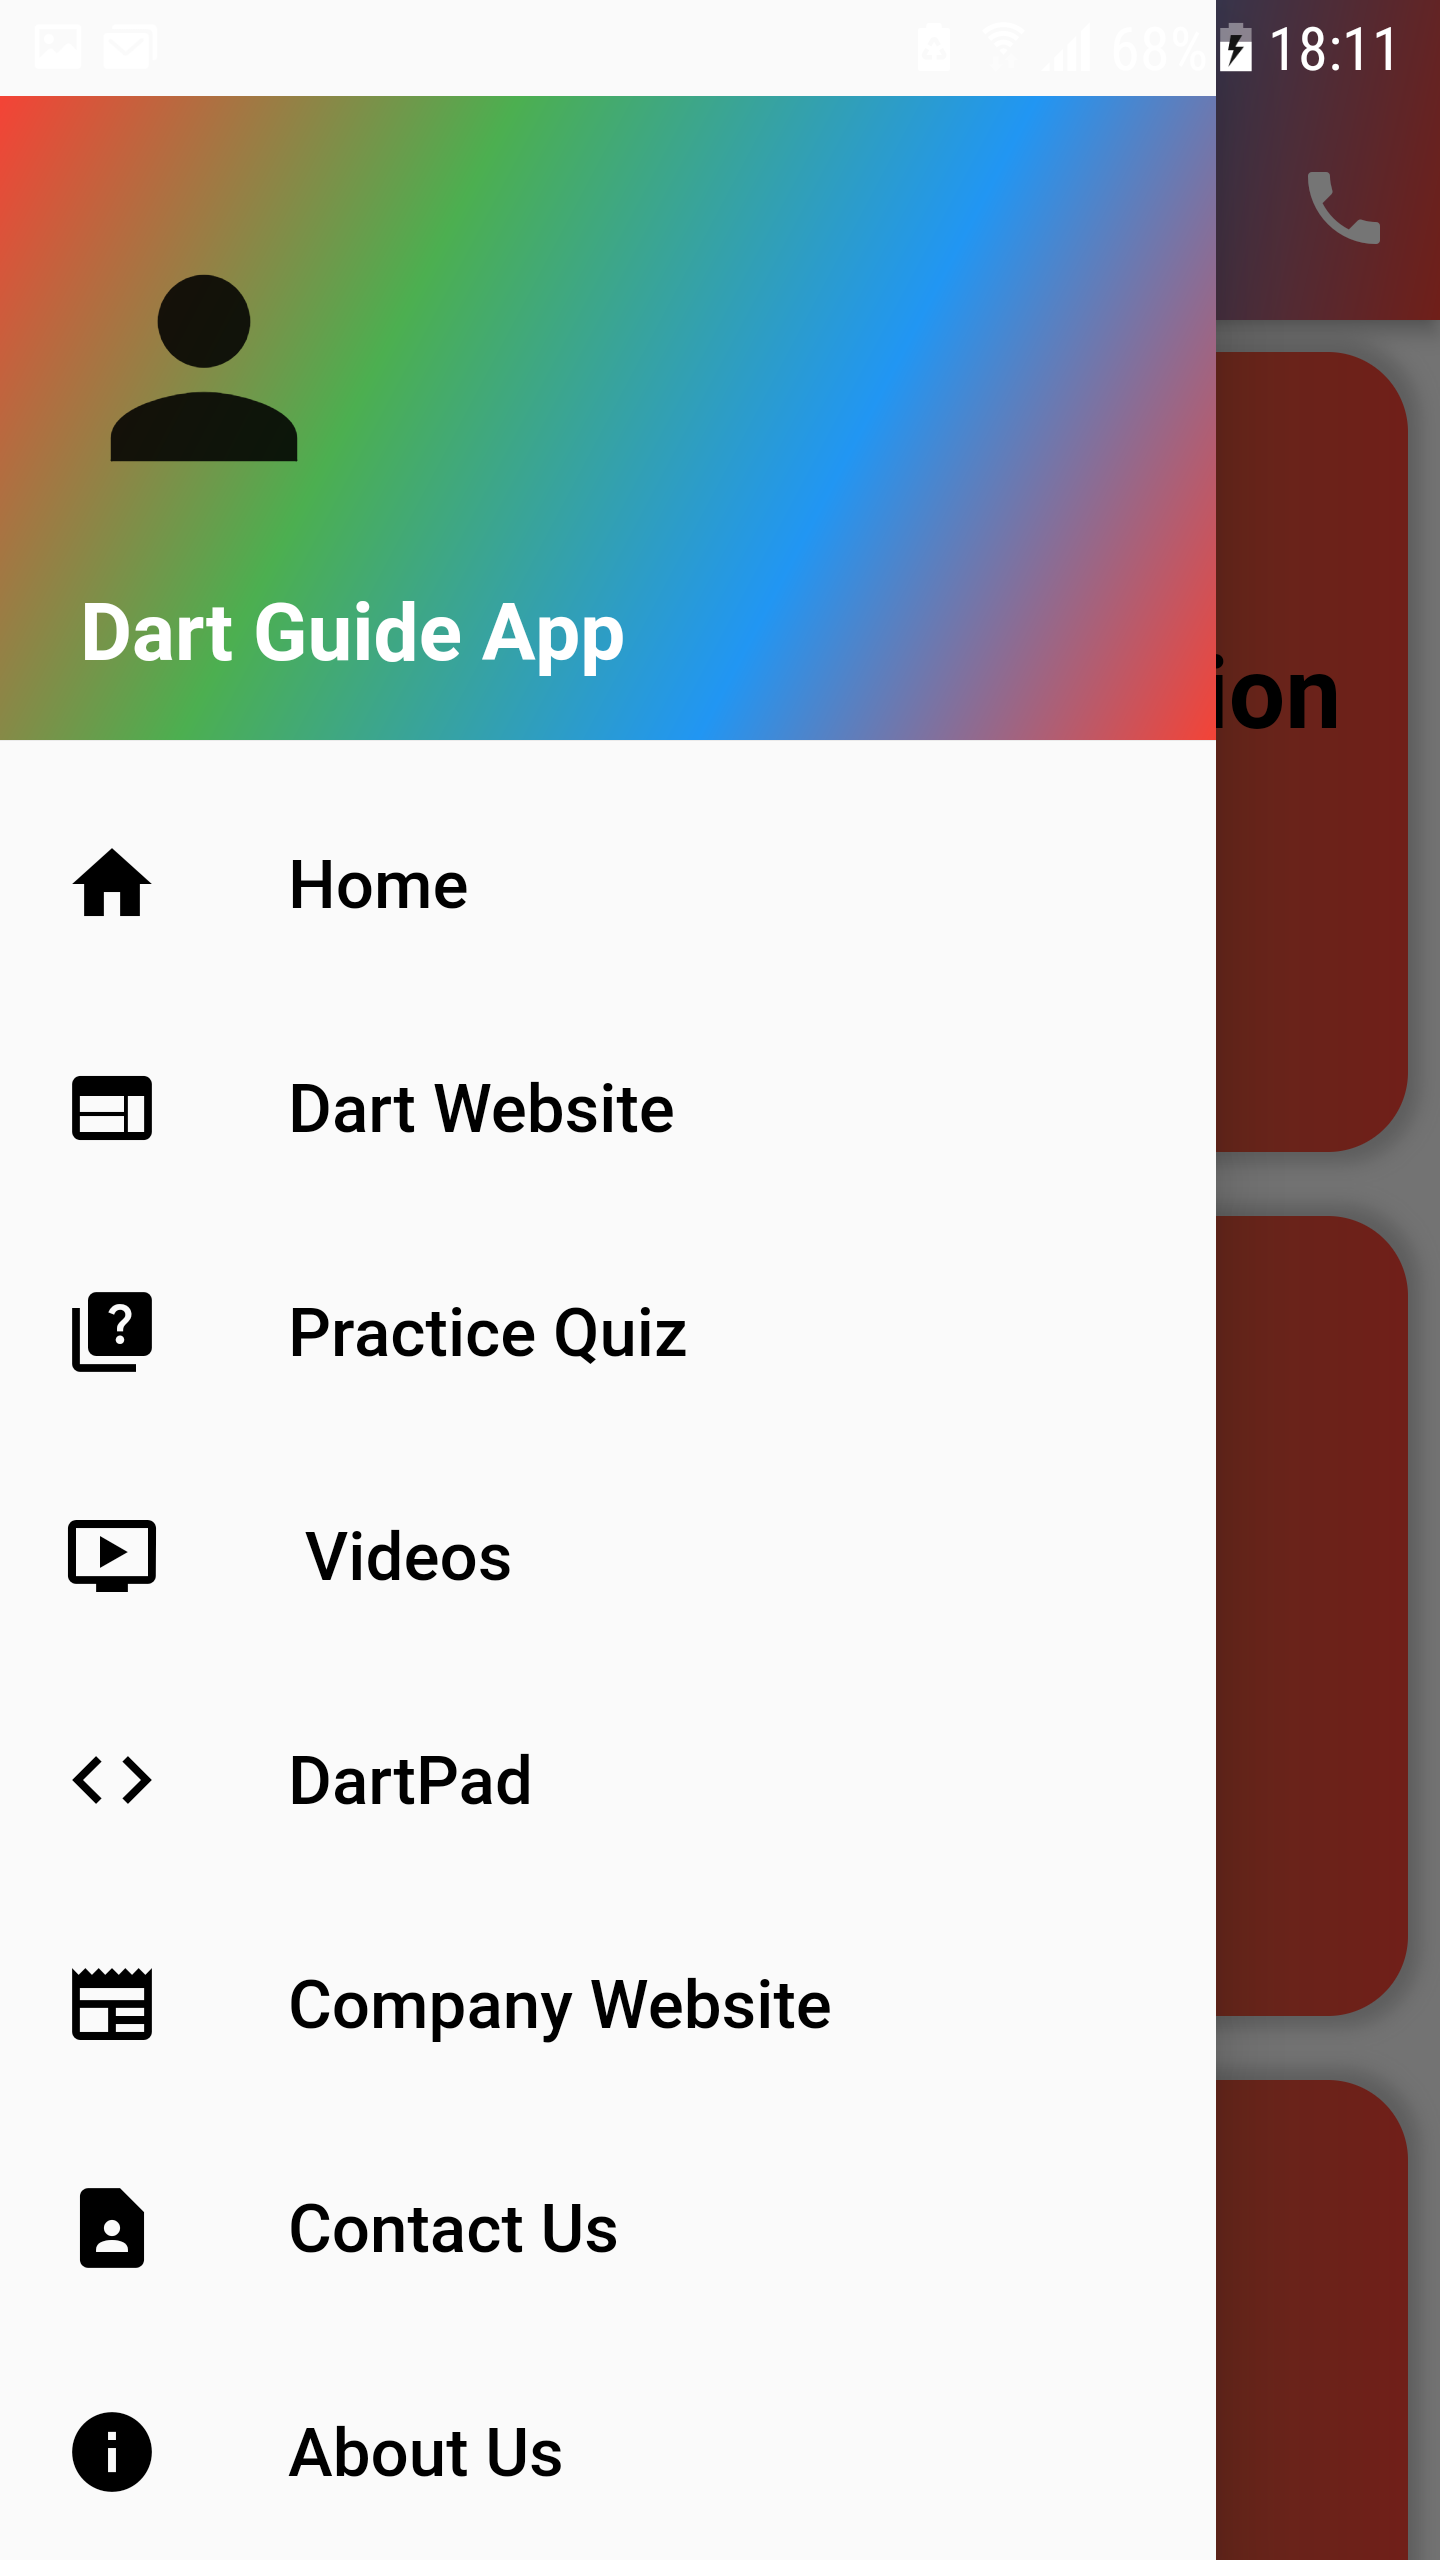 68% 18:11
Dart Guide App
ion
Home
Dart Website
Practice Quiz
Videos
DartPad
Company Website
Contact Us
About Us